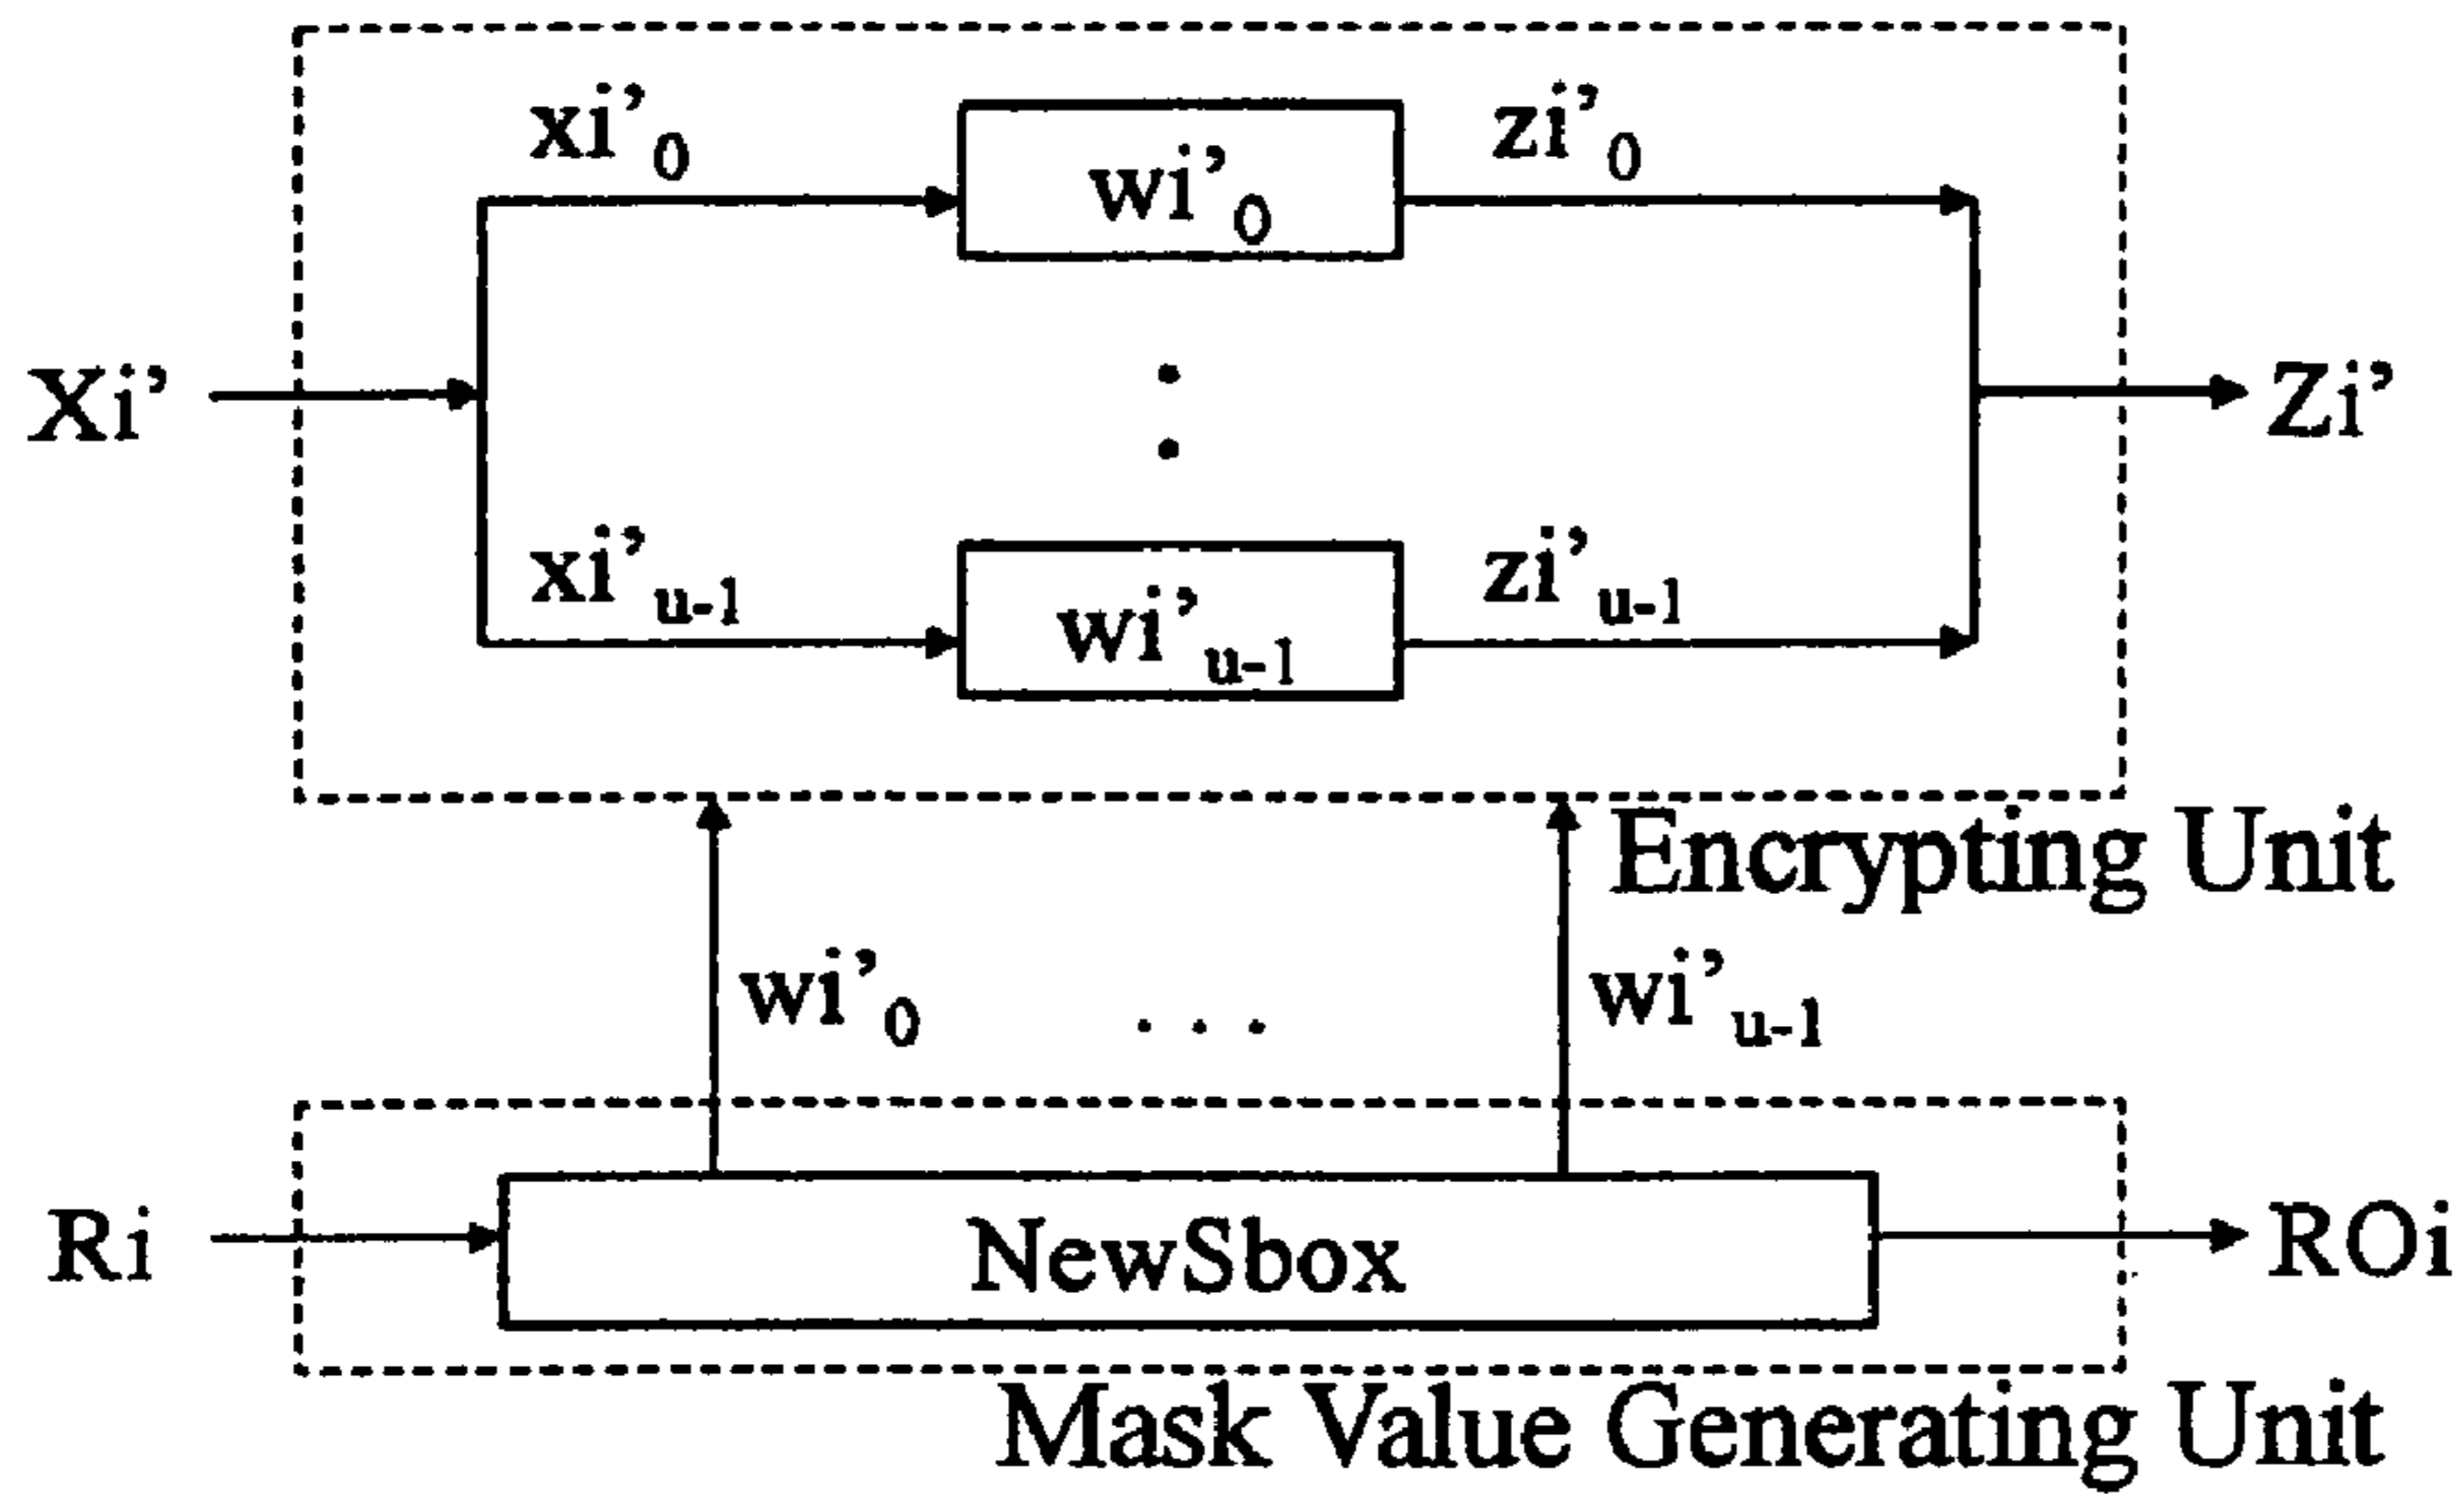 xi’0
wi’0
zi’0
Xi’
Zi’
xi’u-1
wi’u-1
zi’u-1
Encrypting Unit
wi’0
. . .
wi’u-1
Ri
NewSbox
ROi
Mask Value Generating Unit